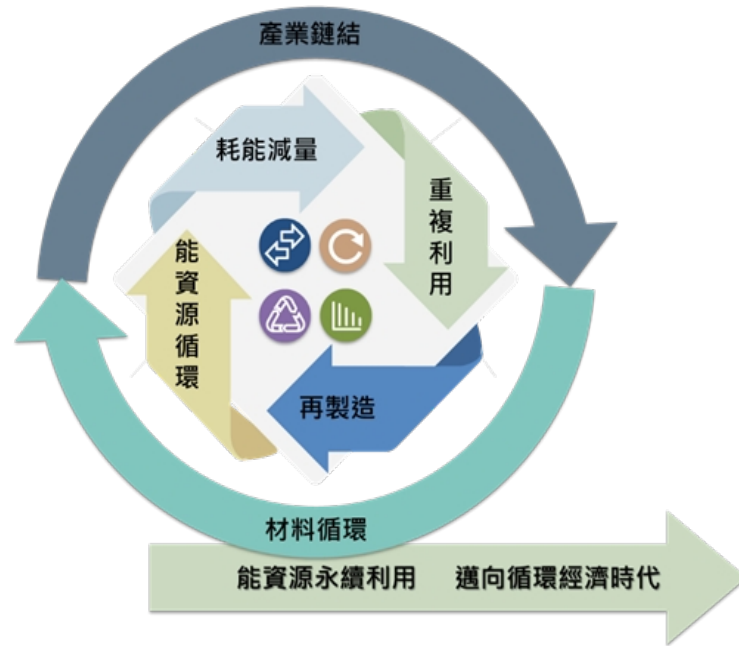 產業鏈結
耗能減量
重複利用
能資源循環
再製造
材料循環
能資源永續利用 邁向循環經濟時代